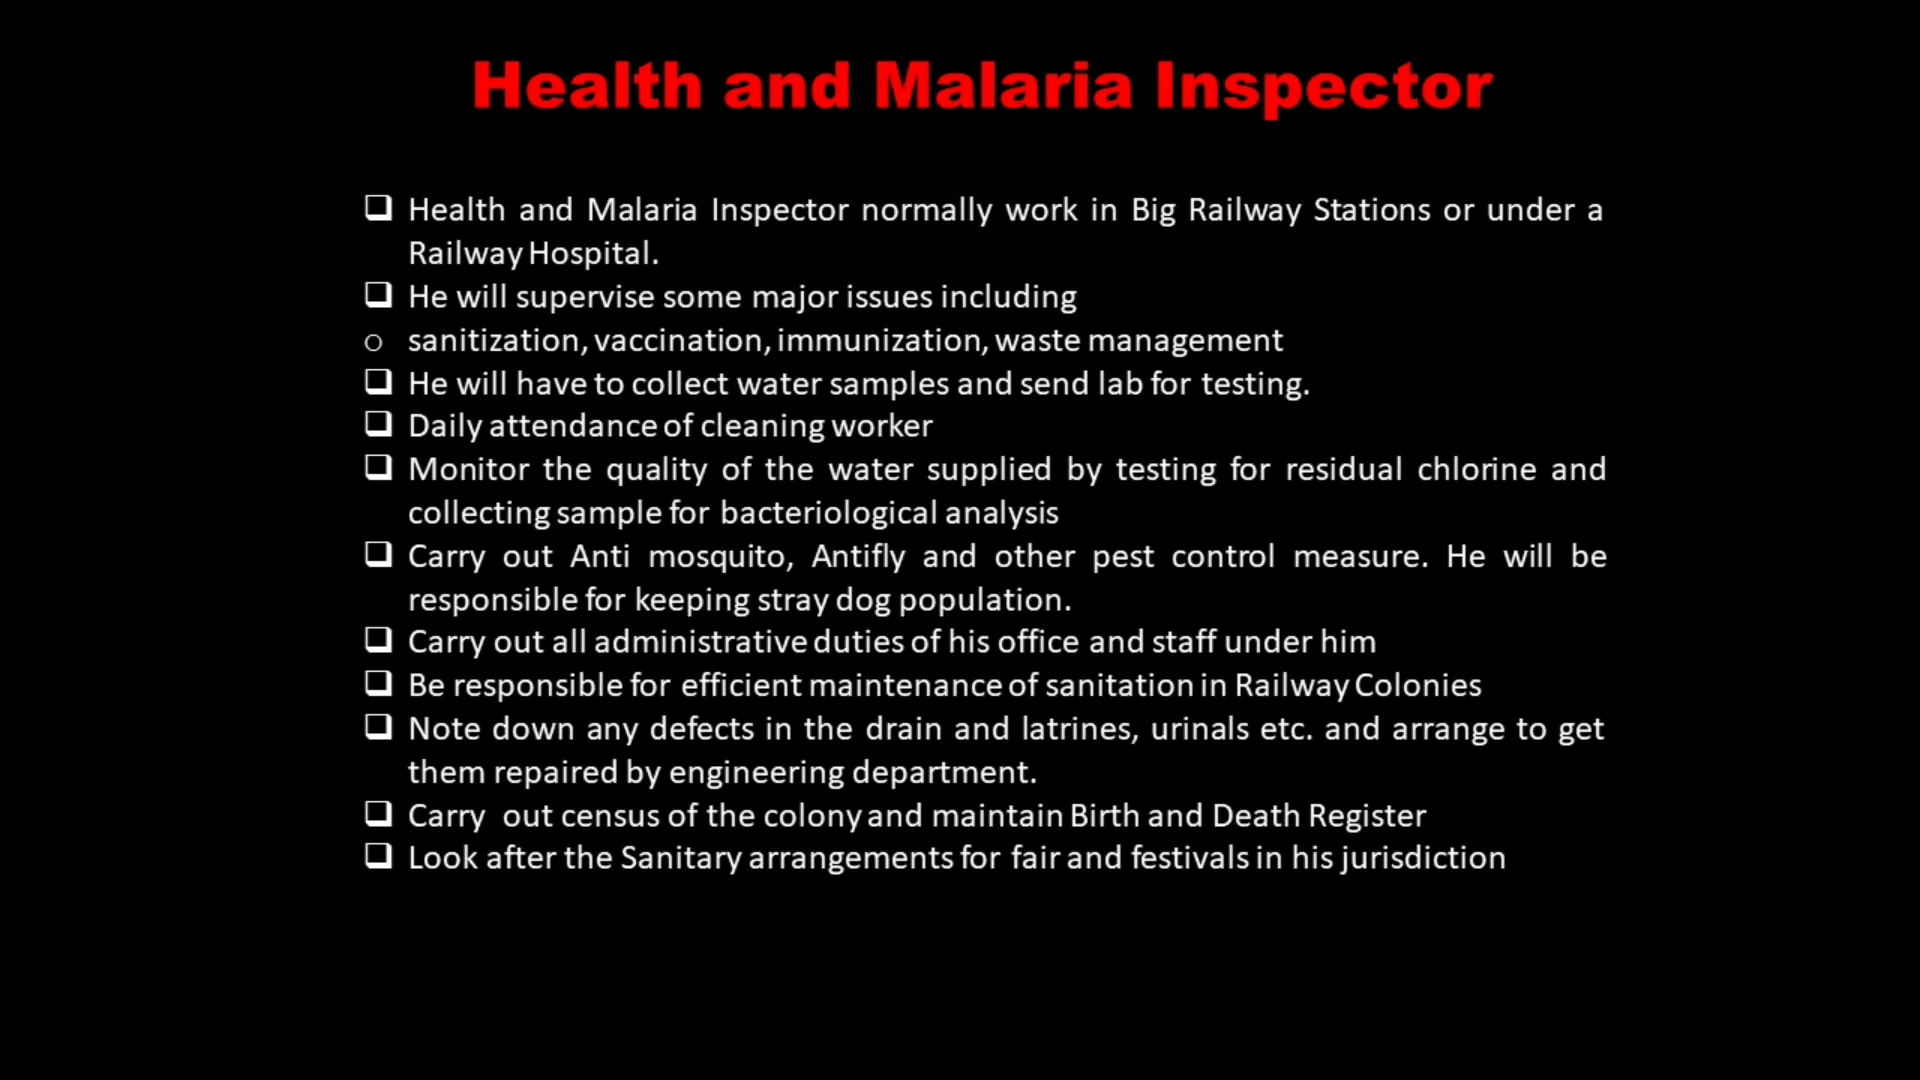 Health and Malaria Inspector
❑ Health and Malaria Inspector normally work in Big Railway Stations or under a
Railway Hospital.
❑ He will supervise some major issues including
o sanitization, vaccination, immunization, waste management
❑ He will have to collect water samples and send lab for testing.
❑ Daily attendance of cleaning worker
❑ Monitor the quality of the water supplied by testing for residual chlorine and
collecting sample for bacteriological analysis
❑ Carry out Anti mosquito, Antifly and other pest control measure. He will be
responsible for keeping stray dog population.
❑ Carry out all administrative duties of his office and staff under him
❑ Be responsible for efficient maintenance of sanitation in Railway Colonies
❑ Note down any defects in the drain and latrines, urinals etc. and arrange to get
them repaired by engineering department.
❑ Carry out census of the colony and maintain Birth and Death Register
❑ Look after the Sanitary arrangements for fair and festivals in his jurisdiction